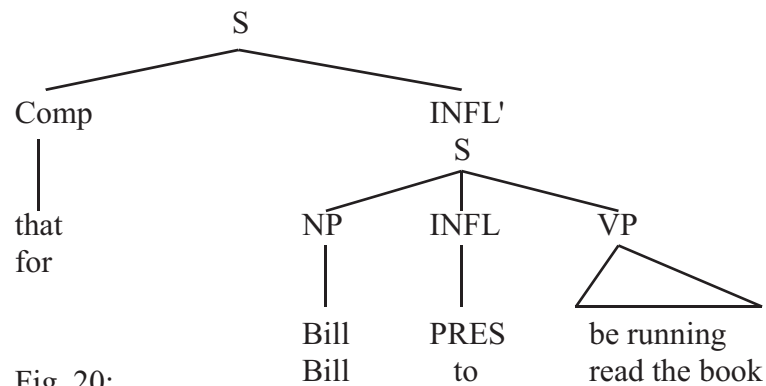 S
Comp INFL'
S
that NP INFL VP
for
Bill PRES be running
Fig. 20: Bill to read the book